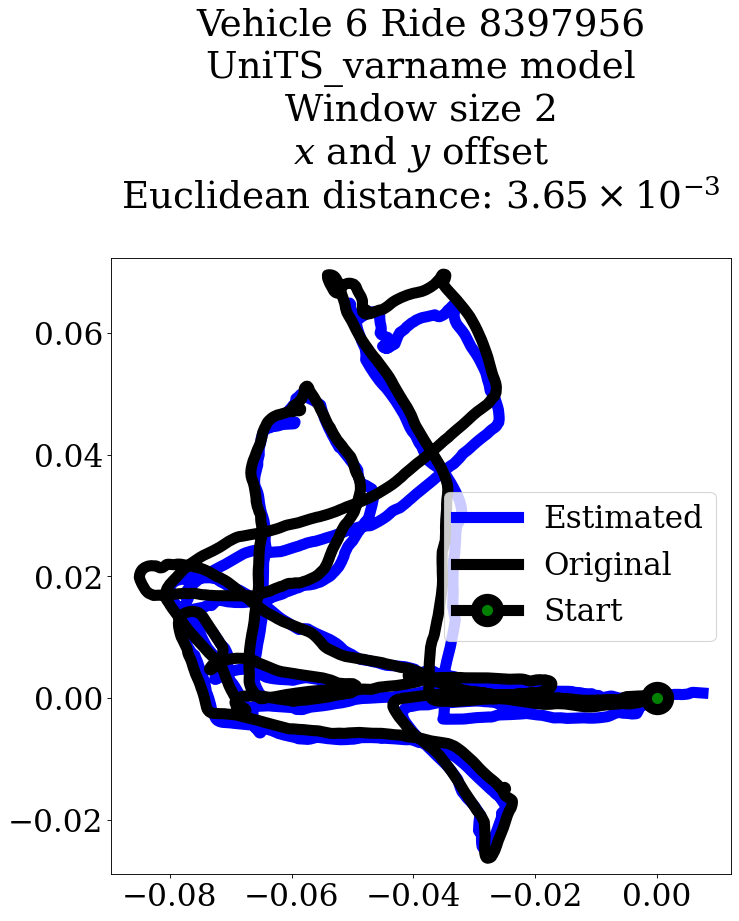 Vehicle 6 Ride 8397956
UniTS_varname model
Window size 2
x and y offset
Euclidean distance: 3.65 × 10⁻³
0.06
0.04
0.02
0.00
−0.02
Estimated
Original
Start
−0.08 −0.06 −0.04 −0.02 0.00